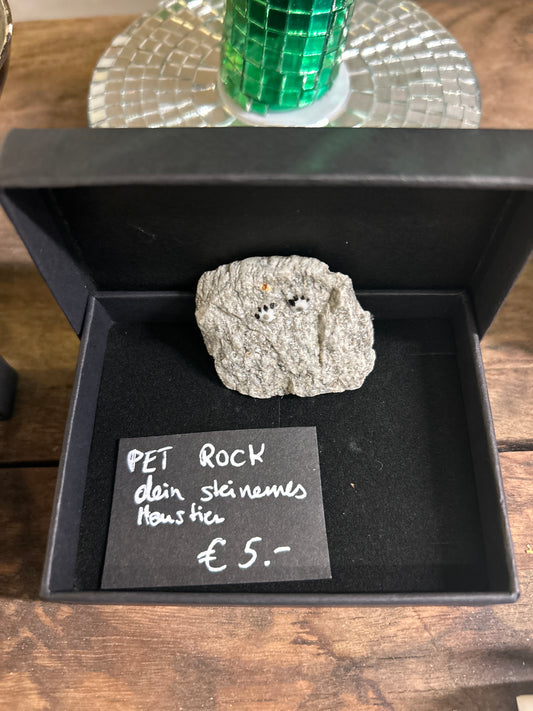 PET ROCK
dein steinernes
Haustier
€ 5.-